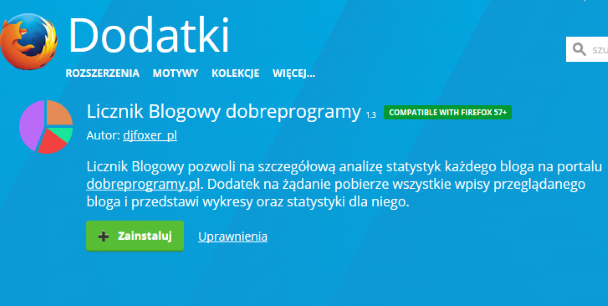 Dodatki
szu
ROZSZERZENIA MOTYWY KOLEKCJE WIĘCEJ...
Licznik Blogowy dobreprogramy 1.3 COMPATIBLE WITH FIREFOX 57+
Autor: djfoxer_pl
Licznik Blogowy pozwoli na szczegółową analizę statystyk każdego bloga na portalu
dobreprogramy.pl. Dodatek na żądanie pobierze wszystkie wpisy przeglądanego
bloga i przedstawi wykresy oraz statystyki dla niego.
+ Zainstaluj Uprawnienia